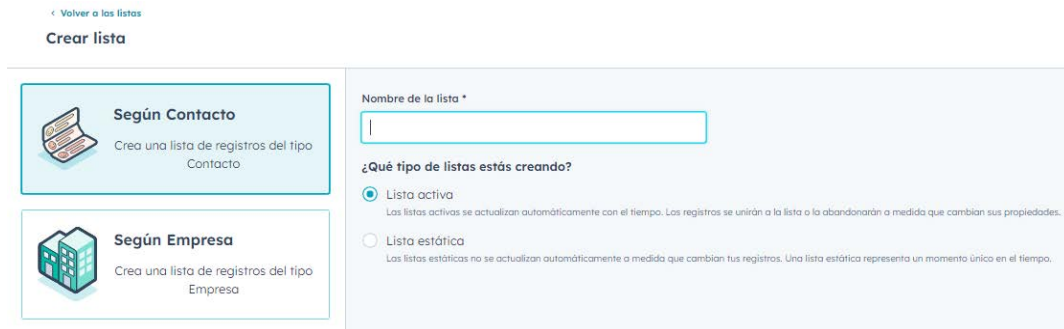 ‹ Volver a las listas
Crear lista
Según Contacto
Crea una lista de registros del tipo
Contacto
Según Empresa
Crea una lista de registros del tipo
Empresa
Nombre de la lista *
¿Qué tipo de listas estás creando?
Lista activa
Las listas activas se actualizan automáticamente con el tiempo. Los registros se unirán a la lista o la abandonarán a medida que cambian sus propiedades.
Lista estática
Las listas estáticas no se actualizan automáticamente a medida que cambian tus registros. Una lista estática representa un momento único en el tiempo.